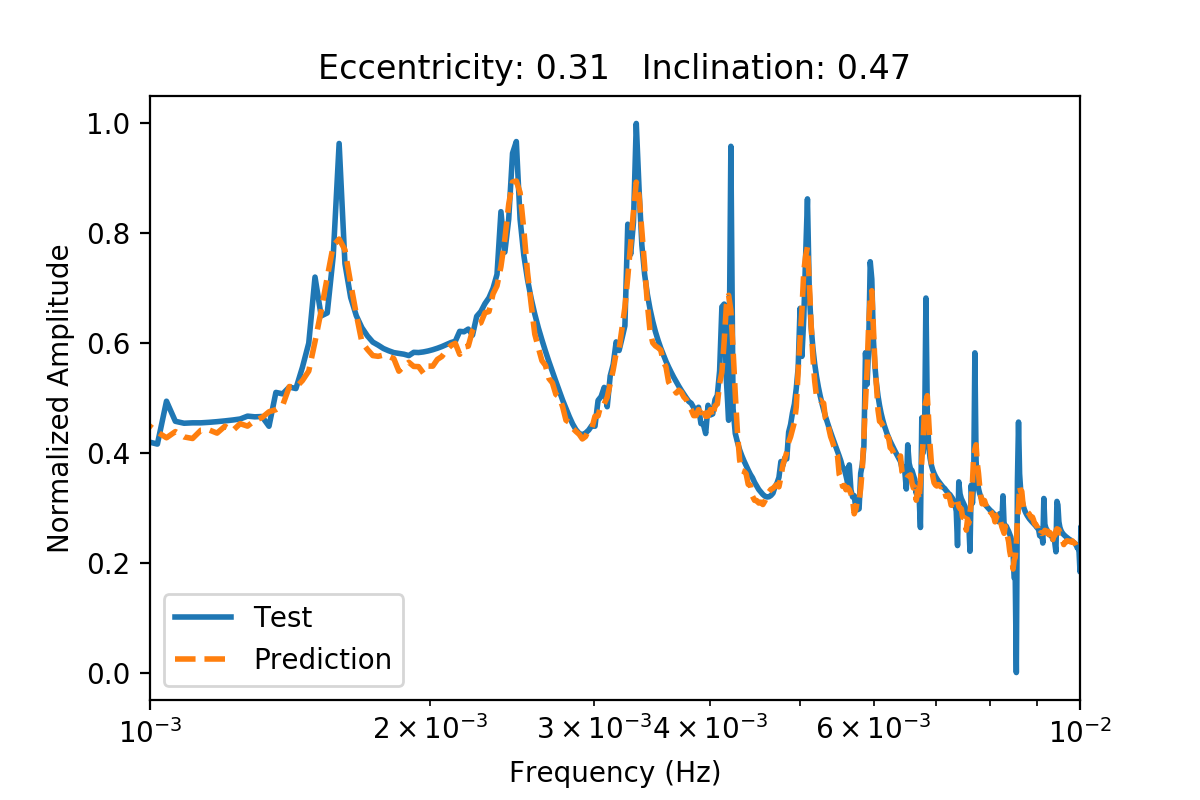 Eccentricity: 0.31 Inclination: 0.47
Normalized Amplitude
1.0
0.8
0.6
0.4
0.2
0.0
Test
Prediction
10⁻³
2 × 10⁻³
3 × 10⁻³
4 × 10⁻³
6 × 10⁻³
10⁻²
Frequency (Hz)